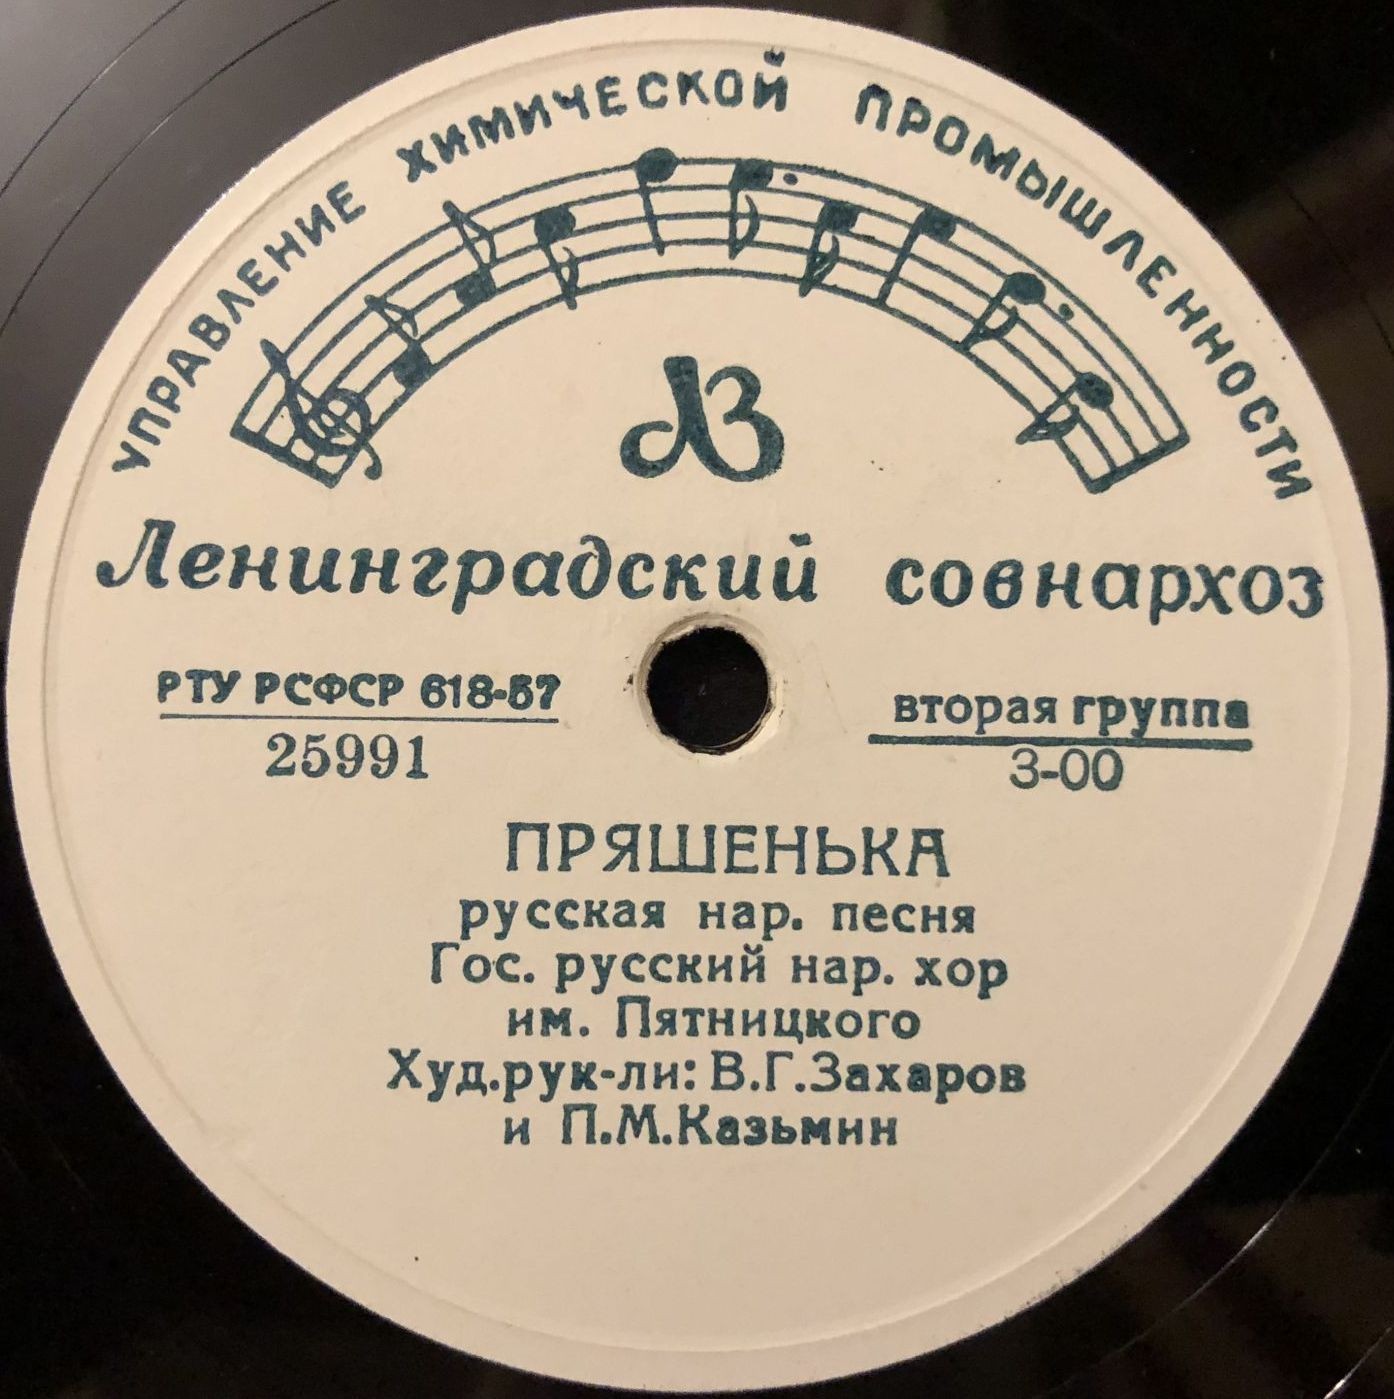 УПРАВЛЕНИЕ ХИМИЧЕСКОЙ ПРОМЫШЛЕННОСТИ
ЛЗ
Ленинградский совнархоз
РТУ РСФСР 618-57
25991
вторая группа
3-00
ПРЯШЕНЬКА
русская нар. песня
Гос. русский нар. хор
им. Пятницкого
Худ.рук-ли: В.Г.Захаров
и П.М.Казьмин